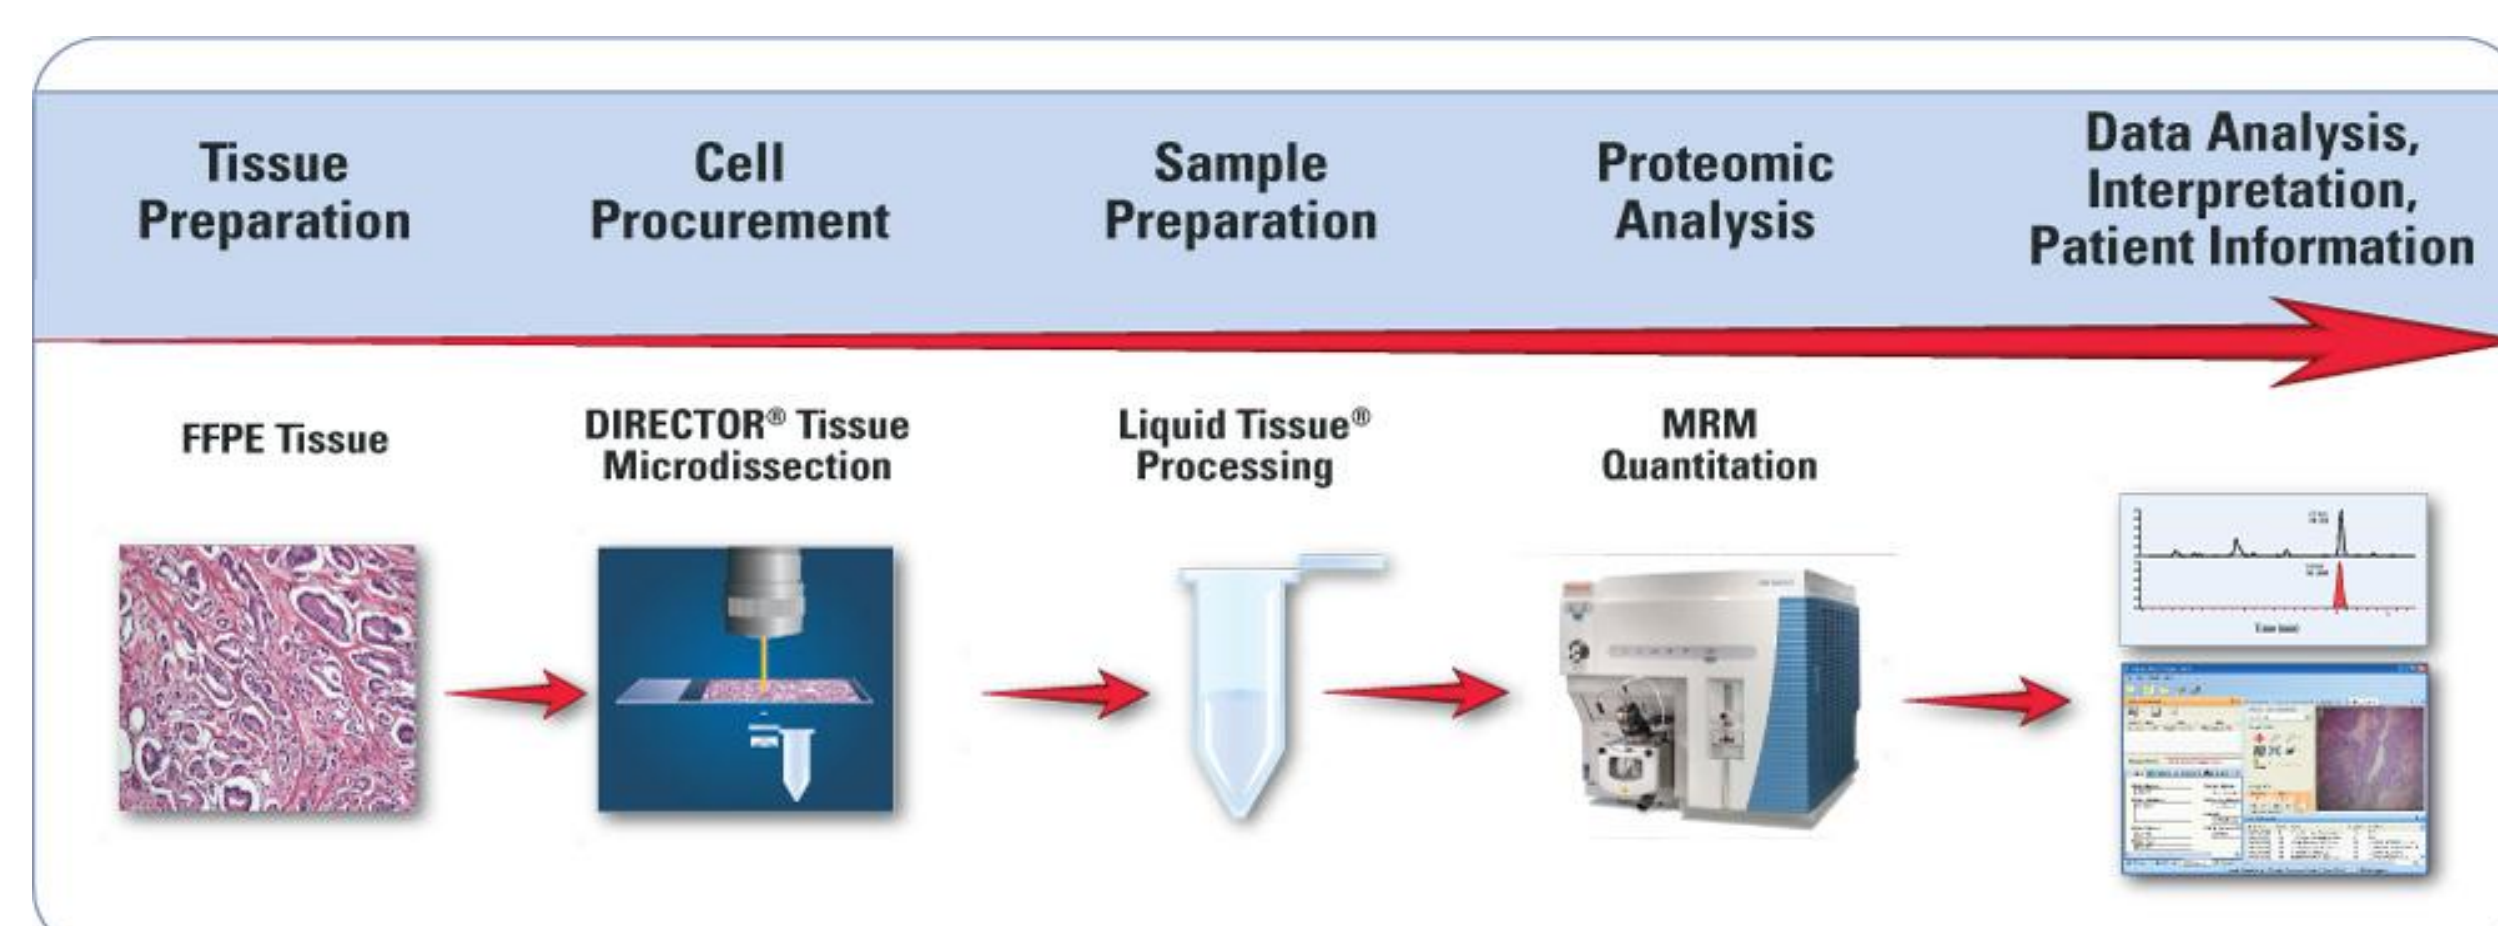 Tissue
Preparation
Cell
Procurement
Sample
Preparation
Proteomic
Analysis
Data Analysis,
Interpretation,
Patient Information
FFPE Tissue
DIRECTOR® Tissue
Microdissection
Liquid Tissue®
Processing
MRM
Quantitation